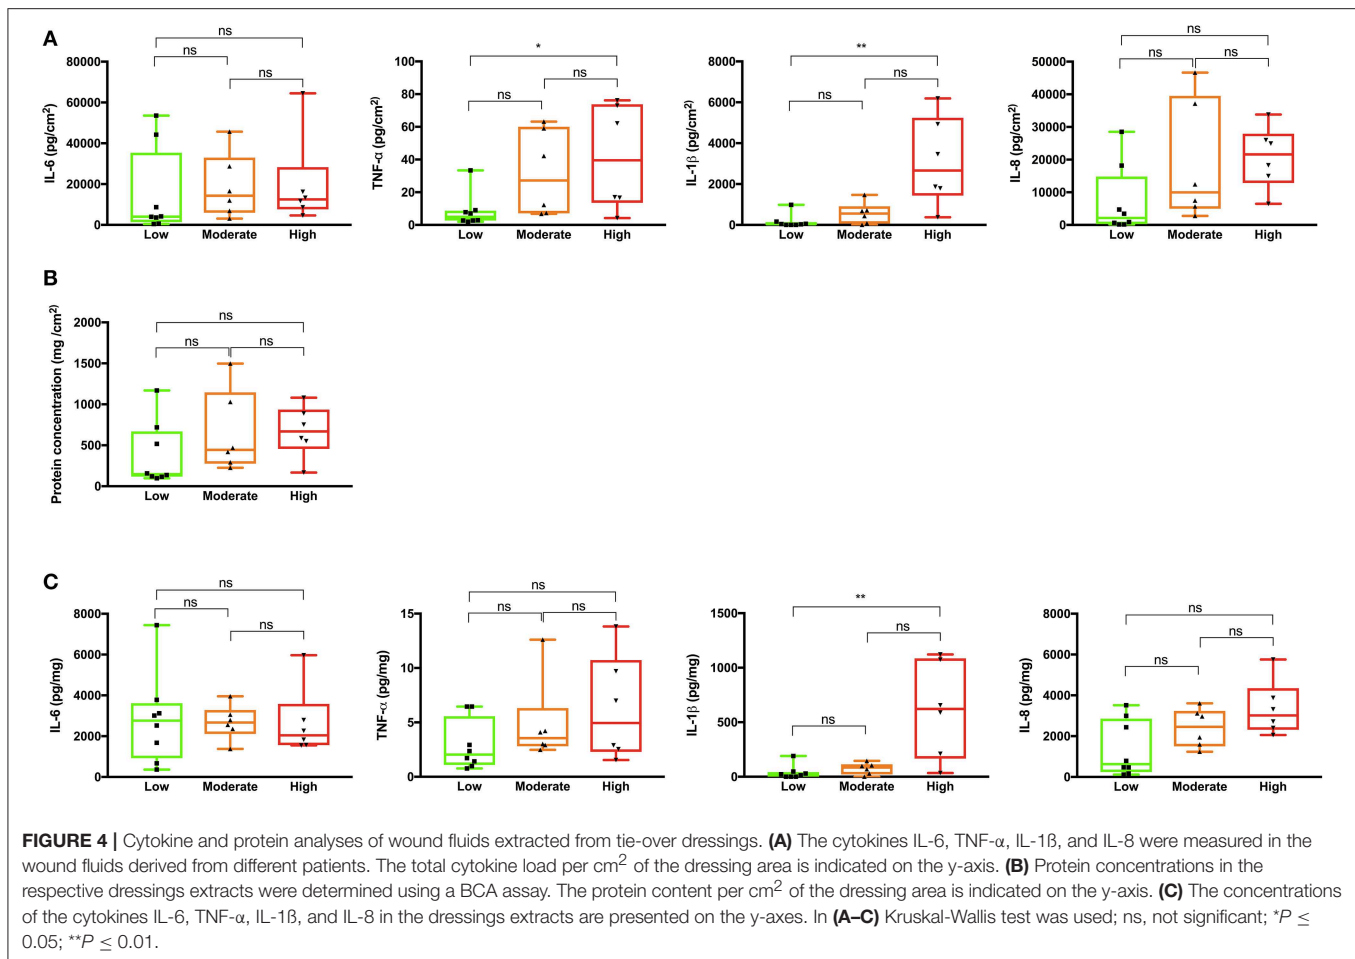 A
ns
ns
ns
80000
60000
40000
20000
0
IL-6 (pg/cm²)
Low Moderate High
*
ns
ns
100
80
60
40
20
0
TNF-α (pg/cm²)
Low Moderate High
**
ns
ns
8000
6000
4000
2000
0
IL-1β (pg/cm²)
Low Moderate High
ns
ns
ns
50000
40000
30000
20000
10000
0
IL-8 (pg/cm²)
Low Moderate High
B
ns
ns
ns
2000
1500
1000
500
0
Protein concentration (mg /cm²)
Low Moderate High
C
ns
ns
ns
8000
6000
4000
2000
0
IL-6 (pg/mg)
Low Moderate High
ns
ns
ns
15
10
5
0
TNF-α (pg/mg)
Low Moderate High
**
ns
ns
1500
1000
500
0
IL-1β (pg/mg)
Low Moderate High
ns
ns
ns
8000
6000
4000
2000
0
IL-8 (pg/mg)
Low Moderate High
FIGURE 4 | Cytokine and protein analyses of wound fluids extracted from tie-over dressings. (A) The cytokines IL-6, TNF-α, IL-1ß, and IL-8 were measured in the
wound fluids derived from different patients. The total cytokine load per cm² of the dressing area is indicated on the y-axis. (B) Protein concentrations in the
respective dressings extracts were determined using a BCA assay. The protein content per cm² of the dressing area is indicated on the y-axis. (C) The concentrations
of the cytokines IL-6, TNF-α, IL-1ß, and IL-8 in the dressings extracts are presented on the y-axes. In (A–C) Kruskal-Wallis test was used; ns, not significant; *P ≤
0.05; **P ≤ 0.01.